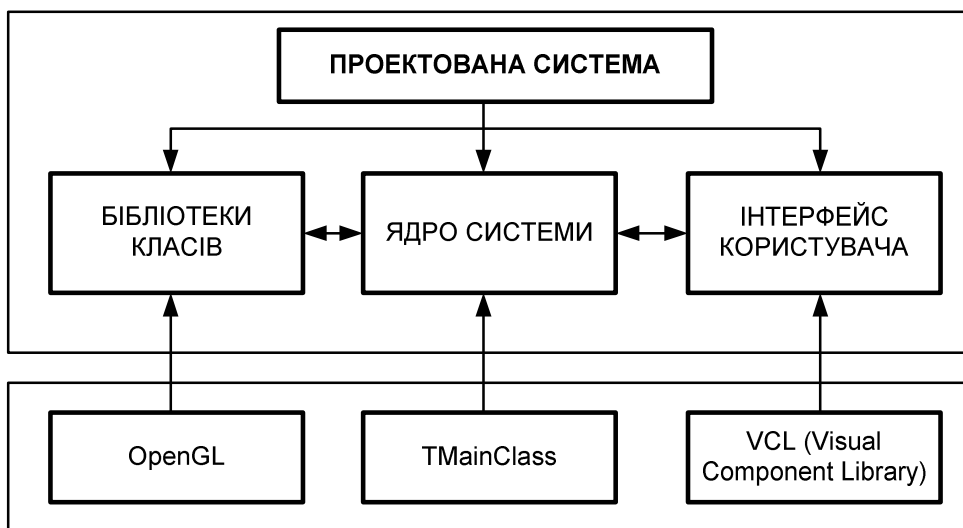 ПРОЕКТОВАНА СИСТЕМА
БІБЛІОТЕКИ
КЛАСІВ
ЯДРО СИСТЕМИ
ІНТЕРФЕЙС
КОРИСТУВАЧА
OpenGL
TMainClass
VCL (Visual
Component Library)